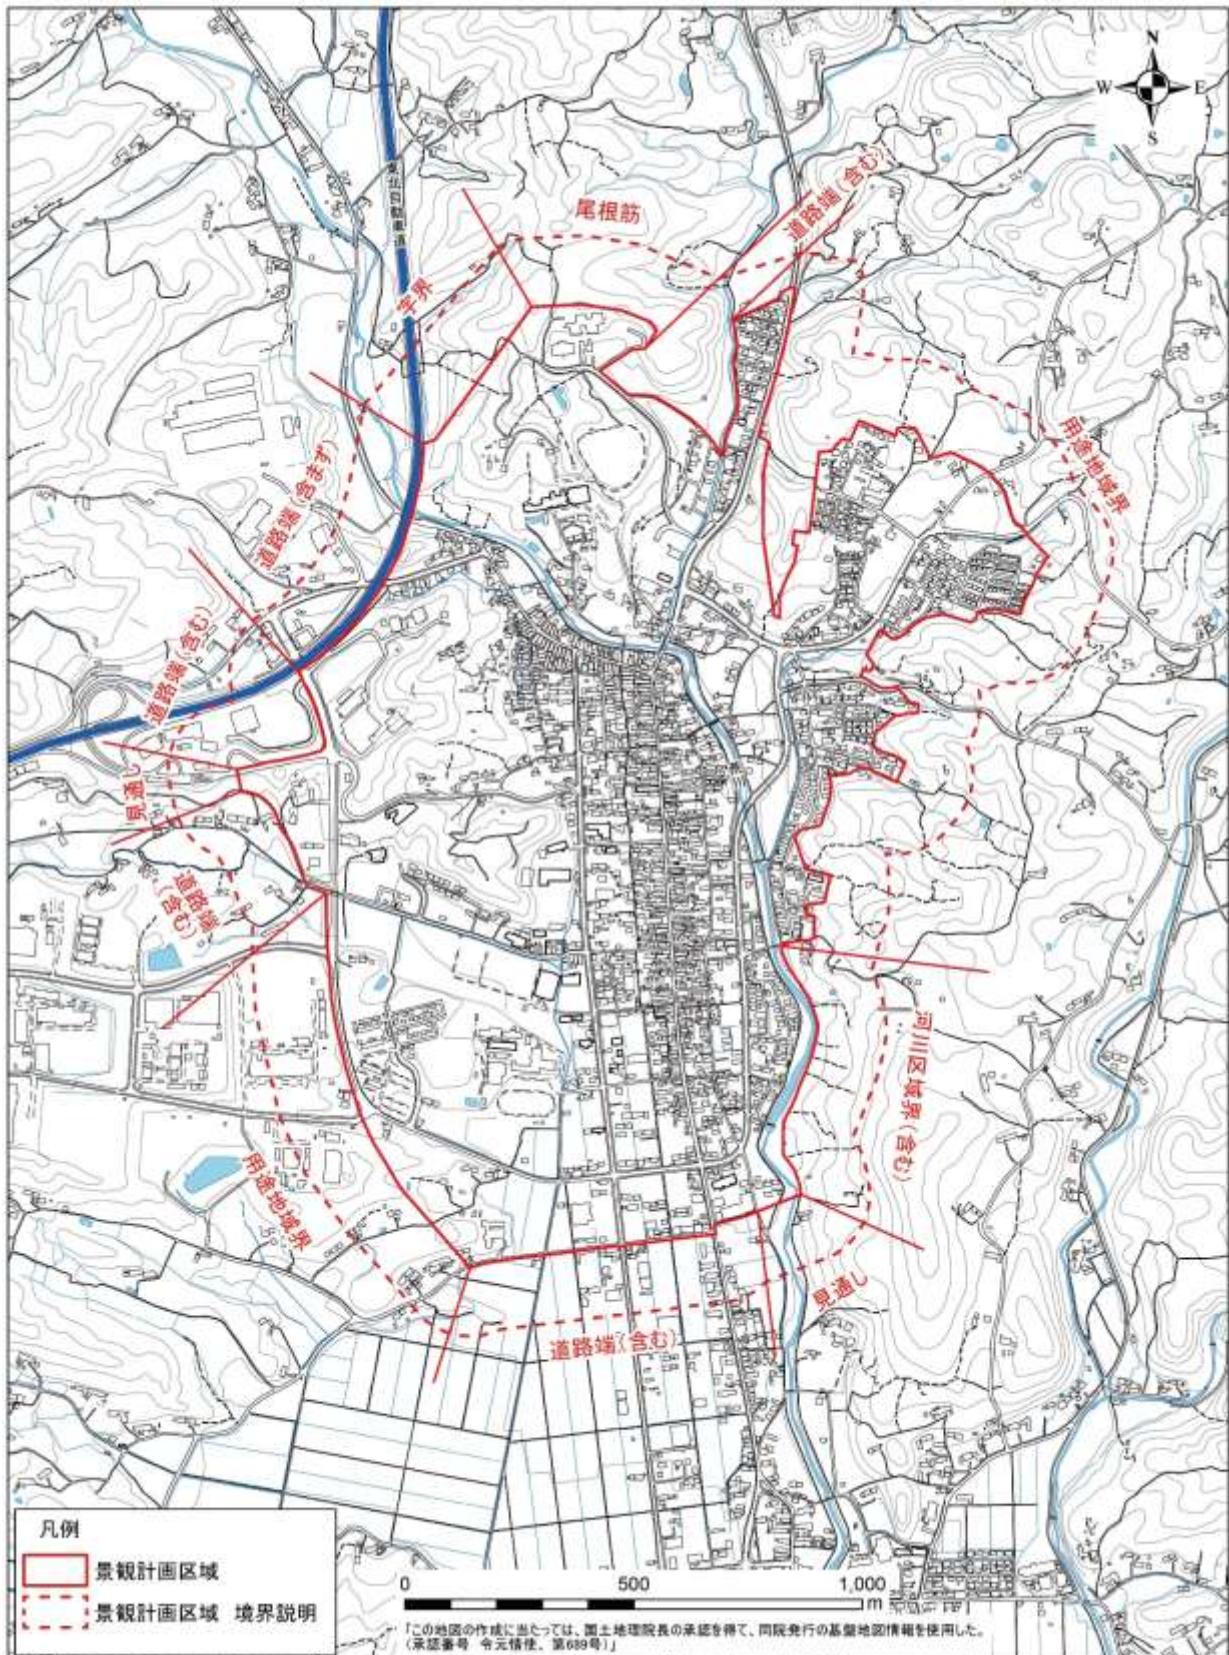 N
W E
S
尾根筋
道路端(含む)
字界
道路端(含まず)
用途地域界
道路端(含む)
見通し
道路端
(含む)
河川区域界(含む)
用途地域界
見通し
道路端(含む)
凡例
景観計画区域
景観計画区域 境界説明
0 500 1,000
m
「この地図の作成に当たっては、国土地理院長の承認を得て、同院発行の基盤地図情報を使用した。
(承認番号 令元情使、第689号)」